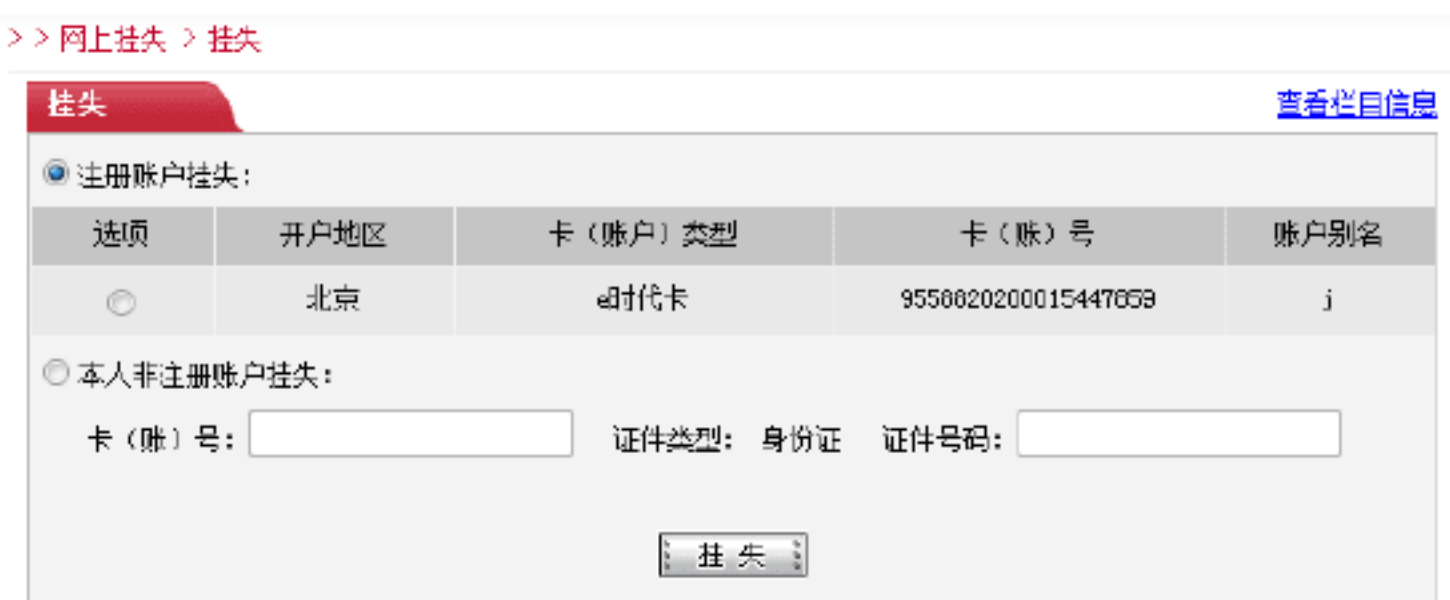 >> 网上挂失 > 挂失
挂失 查看栏目信息
注册账户挂失：
选项 开户地区 卡（账户）类型 卡（账）号 账户别名
北京 e时代卡 9558820200015447859 j
本人非注册账户挂失：
卡（账）号： 证件类型： 身份证 证件号码：
挂 失